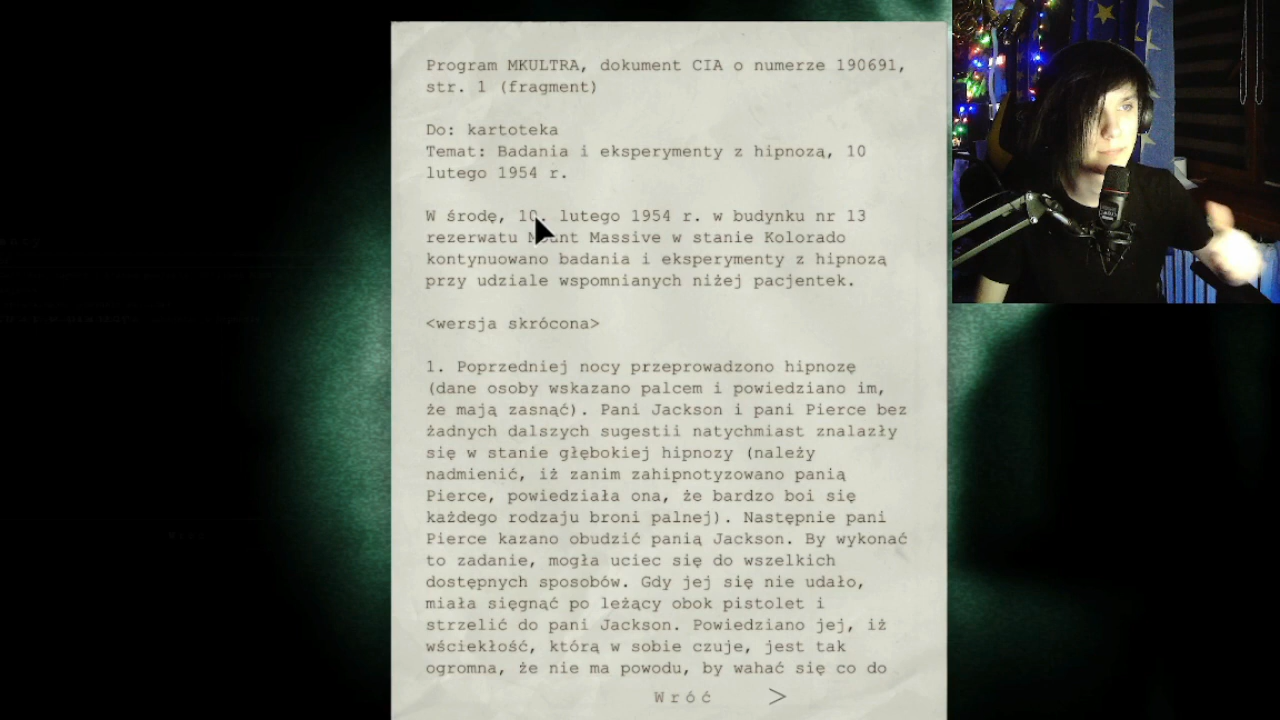 Program MKULTRA, dokument CIA o numerze 190691,
str. 1 (fragment)
Do: kartoteka
Temat: Badania i eksperymenty z hipnozą, 10
lutego 1954 r.
W środę, 10. lutego 1954 r. w budynku nr 13
rezerwatu Mount Massive w stanie Kolorado
kontynuowano badania i eksperymenty z hipnozą
przy udziale wspomnianych niżej pacjentek.
<wersja skrócona>
1. Poprzedniej nocy przeprowadzono hipnozę
(dane osoby wskazano palcem i powiedziano im,
że mają zasnąć). Pani Jackson i pani Pierce bez
żadnych dalszych sugestii natychmiast znalazły
się w stanie głębokiej hipnozy (należy
nadmienić, iż zanim zahipnotyzowano panią
Pierce, powiedziała ona, że bardzo boi się
każdego rodzaju broni palnej). Następnie pani
Pierce kazano obudzić panią Jackson. By wykonać
to zadanie, mogła uciec się do wszelkich
dostępnych sposobów. Gdy jej się nie udało,
miała sięgnąć po leżący obok pistolet i
strzelić do pani Jackson. Powiedziano jej, iż
wściekłość, którą w sobie czuje, jest tak
ogromna, że nie ma powodu, by wahać się co do
Wróć >